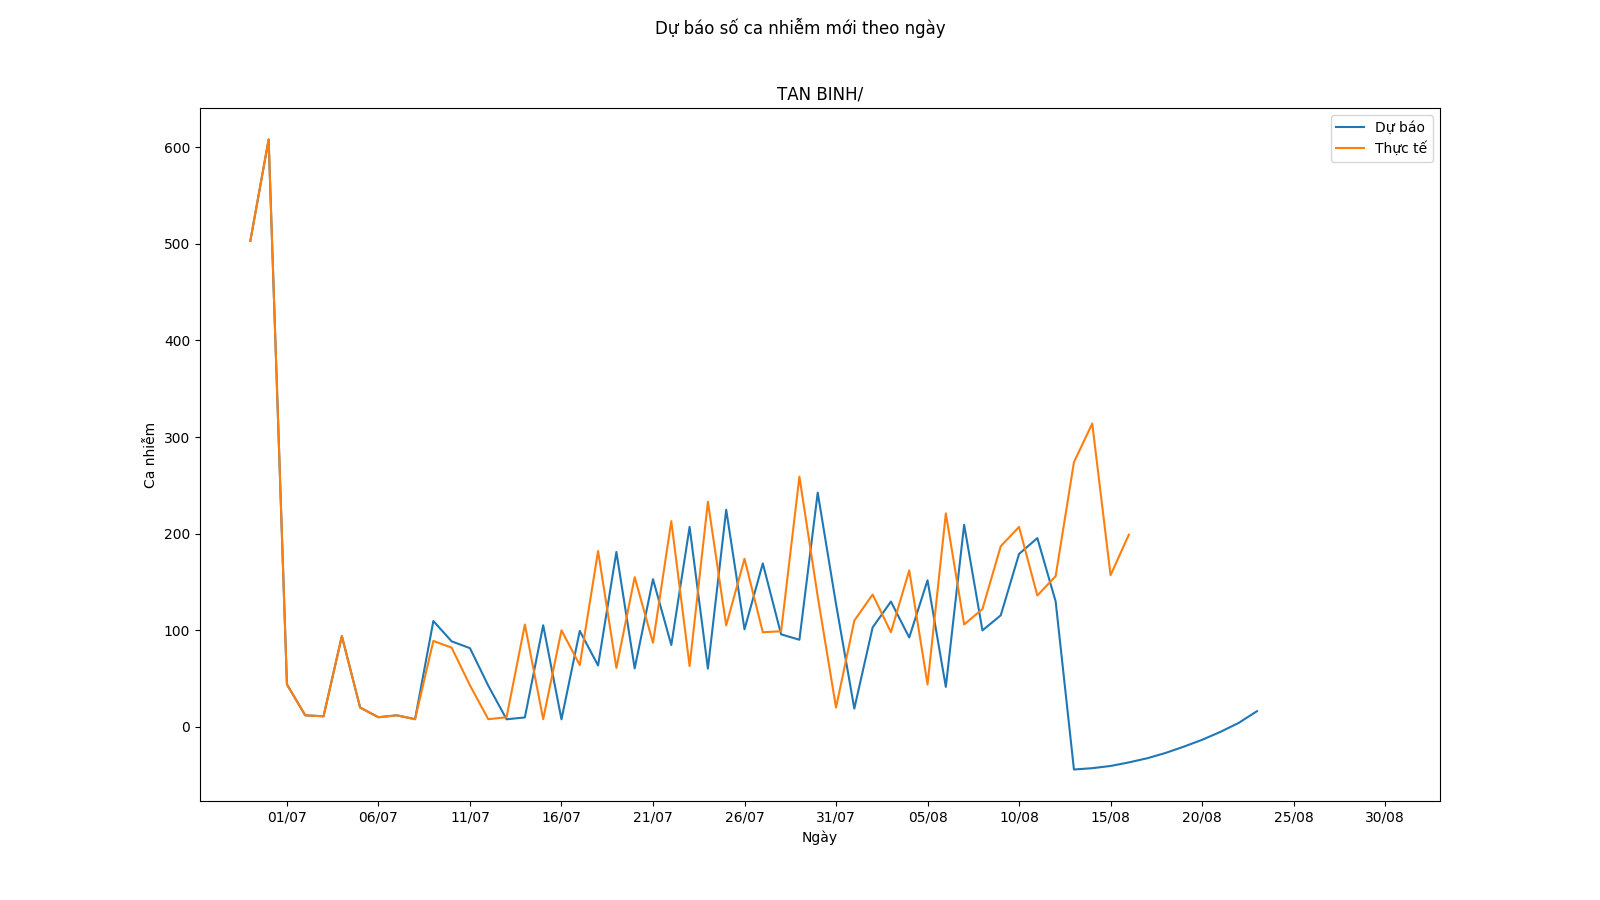 Dự báo số ca nhiễm mới theo ngày
TAN BINH/
Dự báo
Thực tế
600
500
400
300
200
100
0
Ca nhiễm
01/07 06/07 11/07 16/07 21/07 26/07 31/07 05/08 10/08 15/08 20/08 25/08 30/08
Ngày